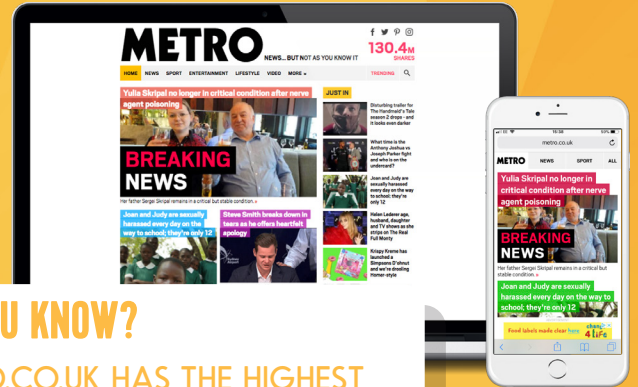 METRO
NEWS... BUT NOT AS YOU KNOW IT
130.4M
SHARES
HOME NEWS SPORT ENTERTAINMENT LIFESTYLE VIDEO MORE
TRENDING
Yulia Skripal no longer in critical condition after nerve
agent poisoning
BREAKING
NEWS
Her father Sergei Skripal remains in a critical but stable condition.
Joan and Judy are sexually
harassed every day on the
way to school; they're only 12
Steve Smith breaks down in
tears as he offers heartfelt
apology
JUST IN
Disturbing trailer for
The Handmaid's Tale
season 2 drops - and
it looks even darker
What time is the
Anthony Joshua vs
Joseph Parker fight
and who is on the
undercard?
Joan and Judy
are sexually harassed
every day on the way
to school; they're
only 12
Helen Lederer age,
husband, daughter
and TV shows as she
strips on The Real
Full Monty
Krispy Kreme has
launched a
Simpsons D'ohnut
and we're drooling
Homer-style
metro.co.uk
METRO NEWS SPORT ALL
Yulia Skripal no longer in
critical condition after nerve
agent poisoning
BREAKING
NEWS
Her father Sergei Skripal remains in a critical but
stable condition.
Joan and Judy are sexually
harassed every day on the way to
school; they're only 12
Food labels made clear here
change
4 life
U KNOW?
O.CO.UK HAS THE HIGHEST